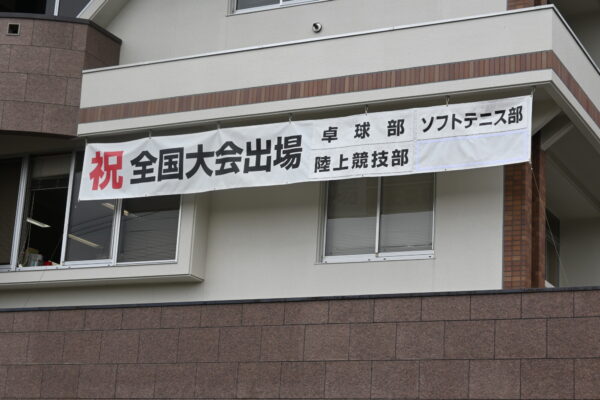 祝 全国大会出場
卓球部 ソフトテニス部
陸上競技部